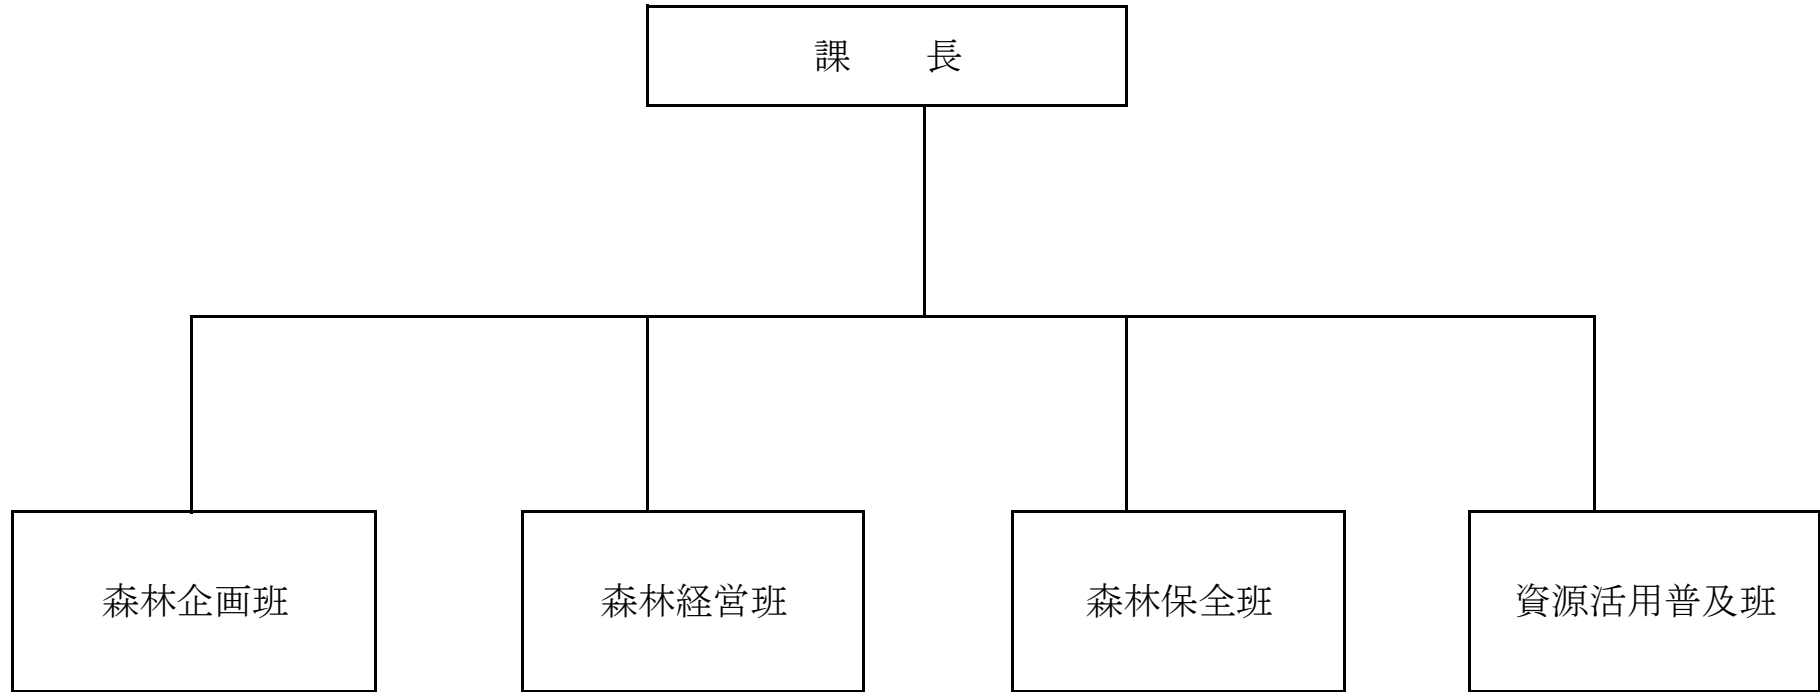 課　　長
森林企画班
森林経営班
森林保全班
資源活用普及班